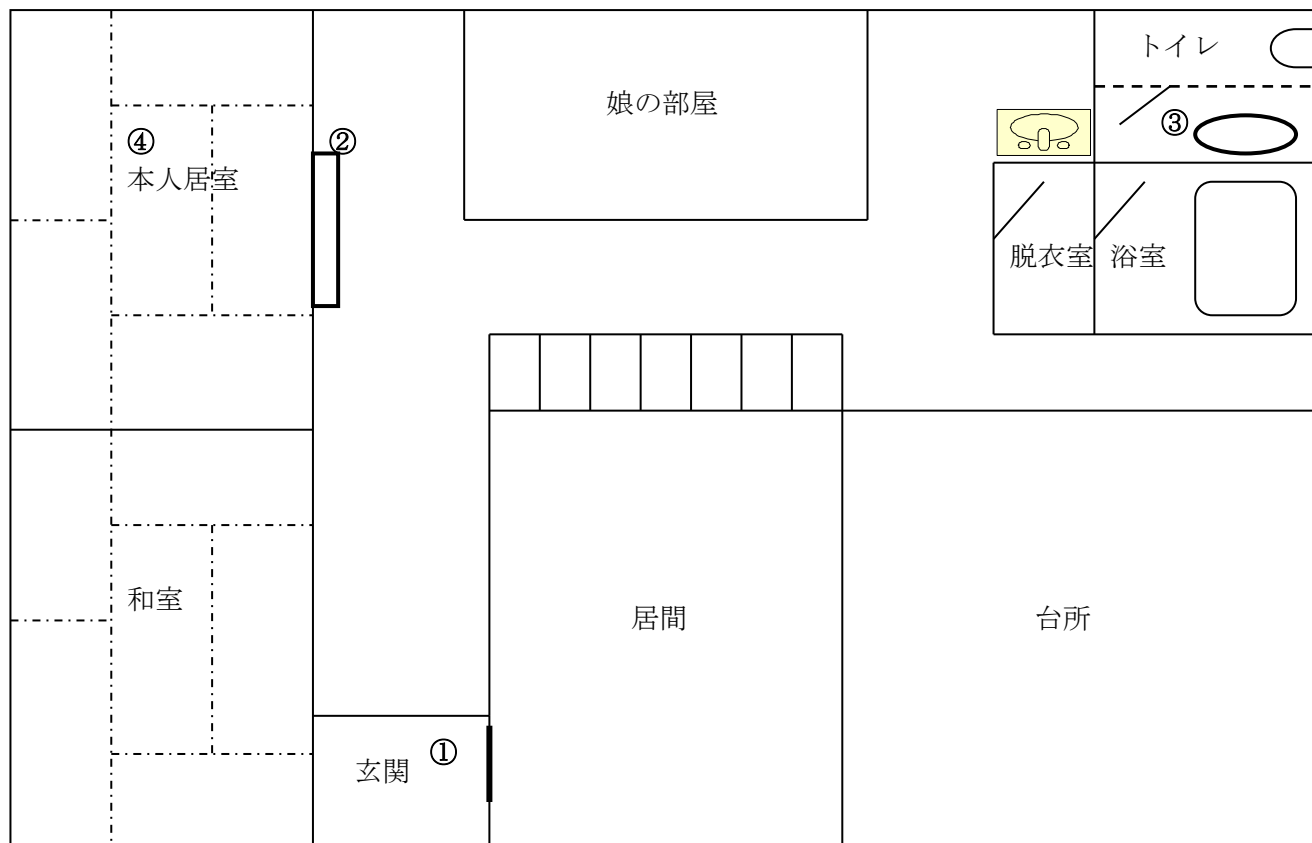 トイレ
娘の部屋
③
④
②
本人居室
脱衣室
浴室
和室
居間
台所
①
玄関